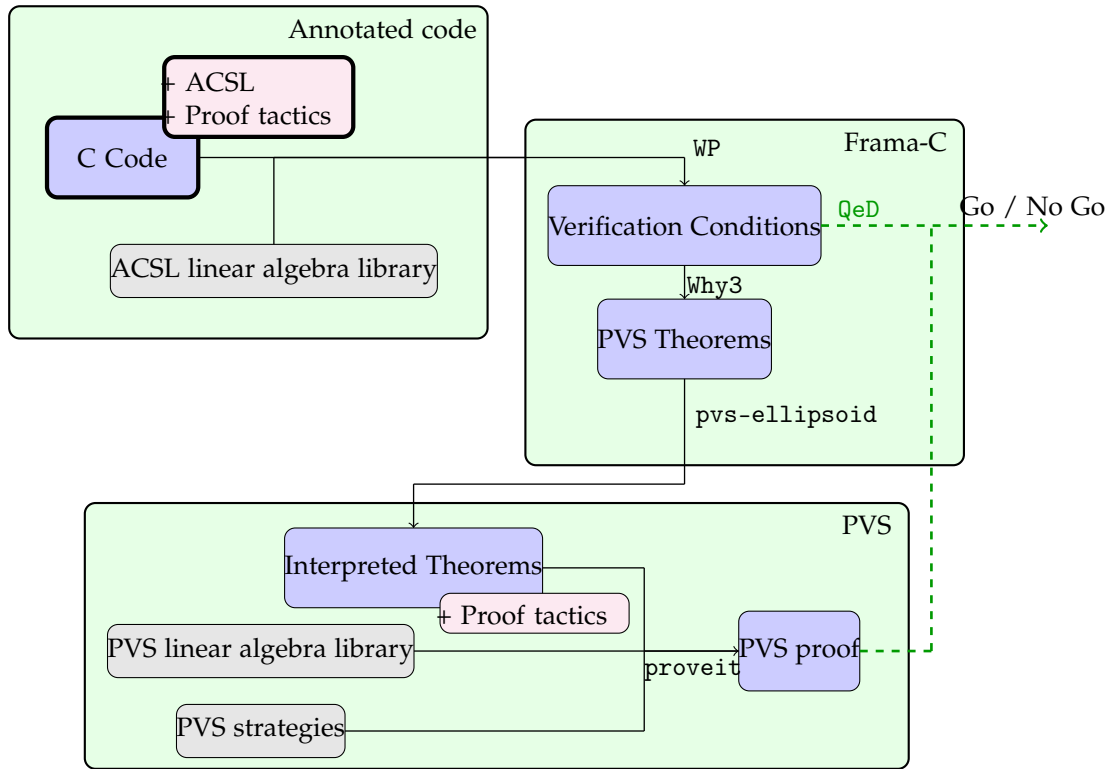 Annotated code
+ ACSL
+ Proof tactics
C Code
ACSL linear algebra library
Frama-C
WP
Verification Conditions
QeD
Go / No Go
Why3
PVS Theorems
pvs-ellipsoid
PVS
Interpreted Theorems
+ Proof tactics
PVS linear algebra library
proveit
PVS proof
PVS strategies